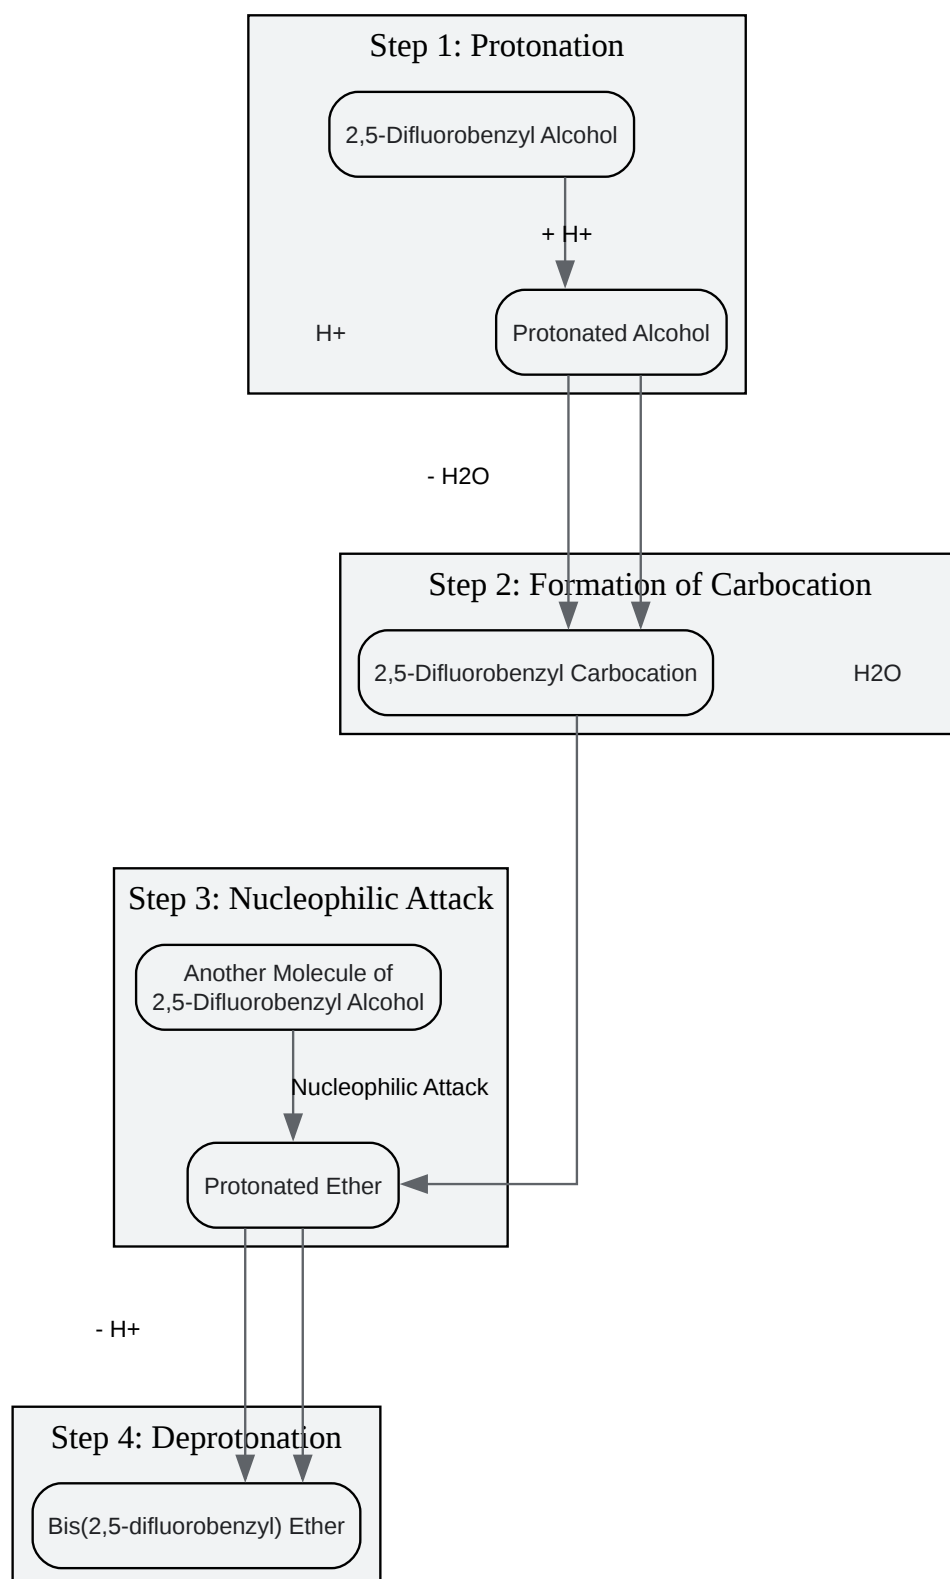 Step 1: Protonation
2,5-Difluorobenzyl Alcohol
+ H+
H+
Protonated Alcohol
- H2O
Step 2: Formation of Carbocation
2,5-Difluorobenzyl Carbocation
H2O
Step 3: Nucleophilic Attack
Another Molecule of
2,5-Difluorobenzyl Alcohol
Nucleophilic Attack
Protonated Ether
- H+
Step 4: Deprotonation
Bis(2,5-difluorobenzyl) Ether